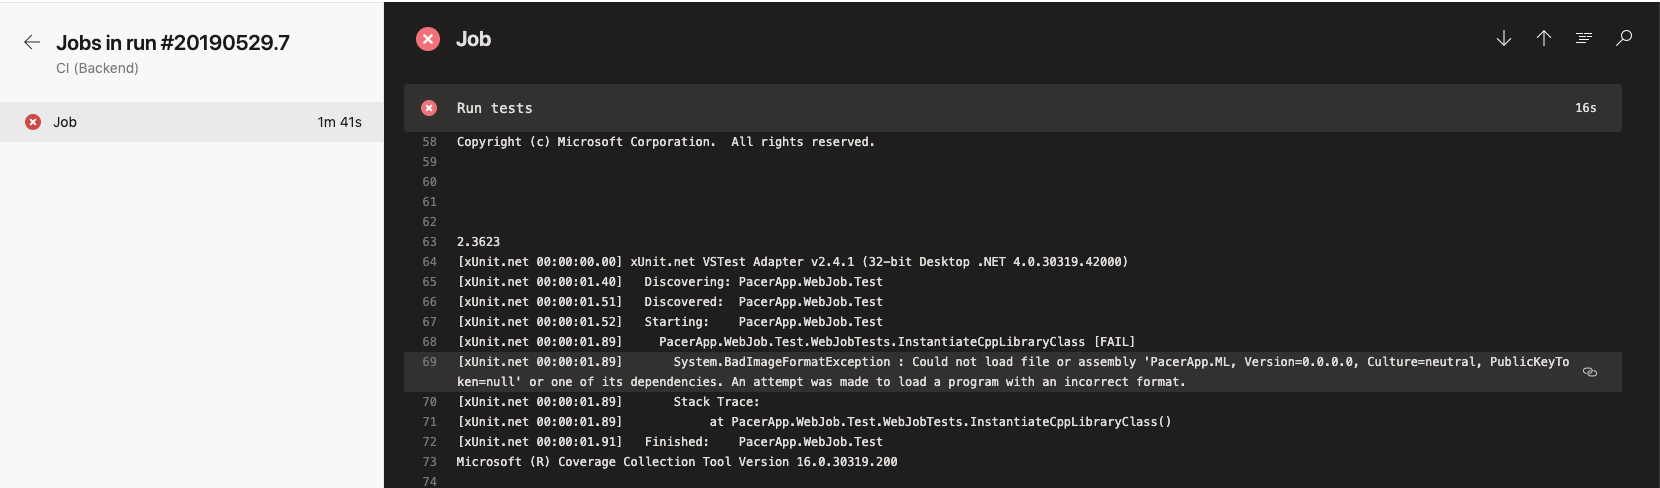 Jobs in run #20190529.7
CI (Backend)
Job 1m 41s
Job
Run tests 16s
58 Copyright (c) Microsoft Corporation.  All rights reserved.
59
60
61
62
63 2.3623
64 [xUnit.net 00:00:00.00] xUnit.net VSTest Adapter v2.4.1 (32-bit Desktop .NET 4.0.30319.42000)
65 [xUnit.net 00:00:01.40]   Discovering: PacerApp.WebJob.Test
66 [xUnit.net 00:00:01.51]   Discovered:  PacerApp.WebJob.Test
67 [xUnit.net 00:00:01.52]   Starting:    PacerApp.WebJob.Test
68 [xUnit.net 00:00:01.89]     PacerApp.WebJob.Test.WebJobTests.InstantiateCppLibraryClass [FAIL]
69 [xUnit.net 00:00:01.89]       System.BadImageFormatException : Could not load file or assembly 'PacerApp.ML, Version=0.0.0.0, Culture=neutral, PublicKeyTo
ken=null' or one of its dependencies. An attempt was made to load a program with an incorrect format.
70 [xUnit.net 00:00:01.89]       Stack Trace:
71 [xUnit.net 00:00:01.89]            at PacerApp.WebJob.Test.WebJobTests.InstantiateCppLibraryClass()
72 [xUnit.net 00:00:01.91]   Finished:    PacerApp.WebJob.Test
73 Microsoft (R) Coverage Collection Tool Version 16.0.30319.200
74